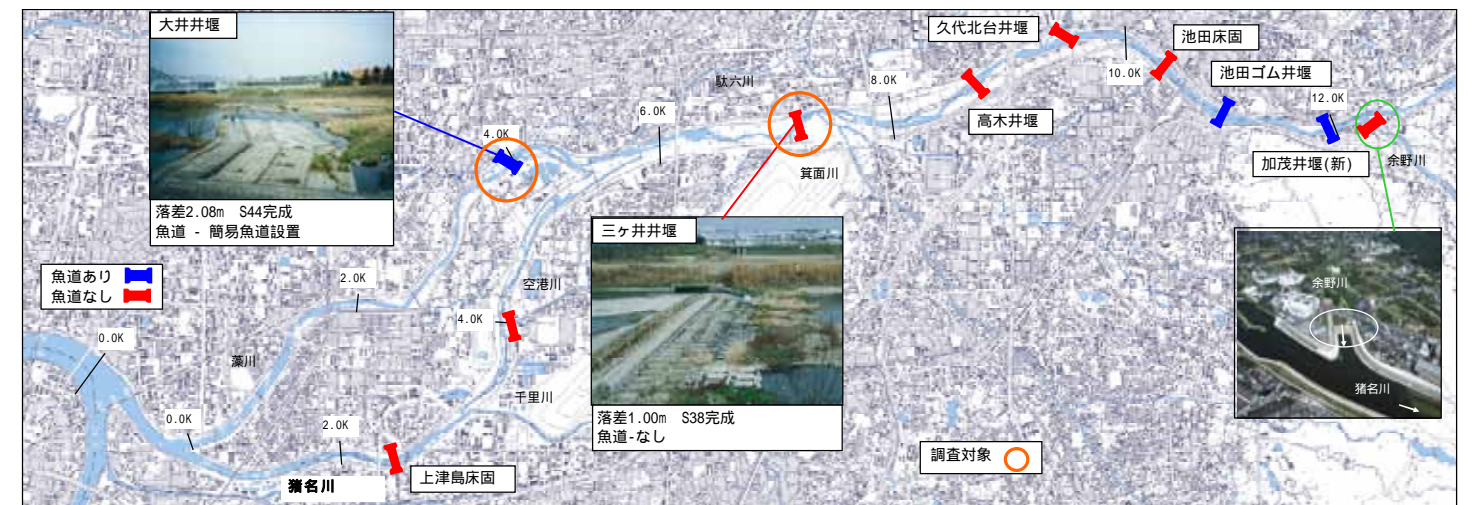 大井井堰
落差2.08m S44完成
魚道 - 簡易魚道設置
魚道あり
魚道なし
0.0K
藻川
2.0K
4.0K
0.0K
2.0K
猪名川
上津島床固
4.0K
空港川
千里川
6.0K
駄六川
箕面川
三ヶ井井堰
落差1.00m S38完成
魚道-なし
8.0K
久代北台井堰
高木井堰
10.0K
池田床固
池田ゴム井堰
12.0K
加茂井堰(新)
余野川
余野川
猪名川
調査対象